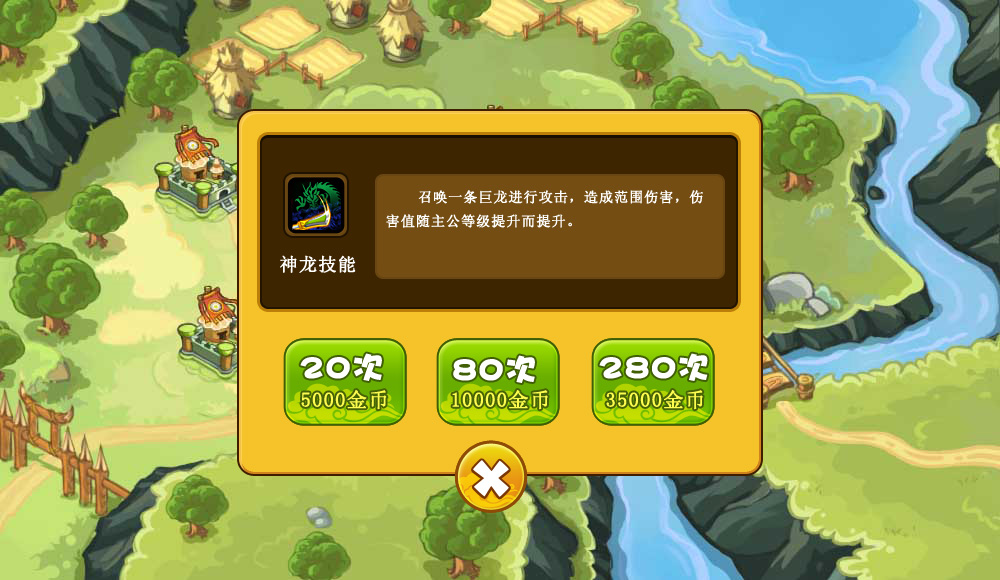 召唤一条巨龙进行攻击，造成范围伤害，伤
害值随主公等级提升而提升。
神龙技能
20次
5000金币
80次
10000金币
280次
35000金币